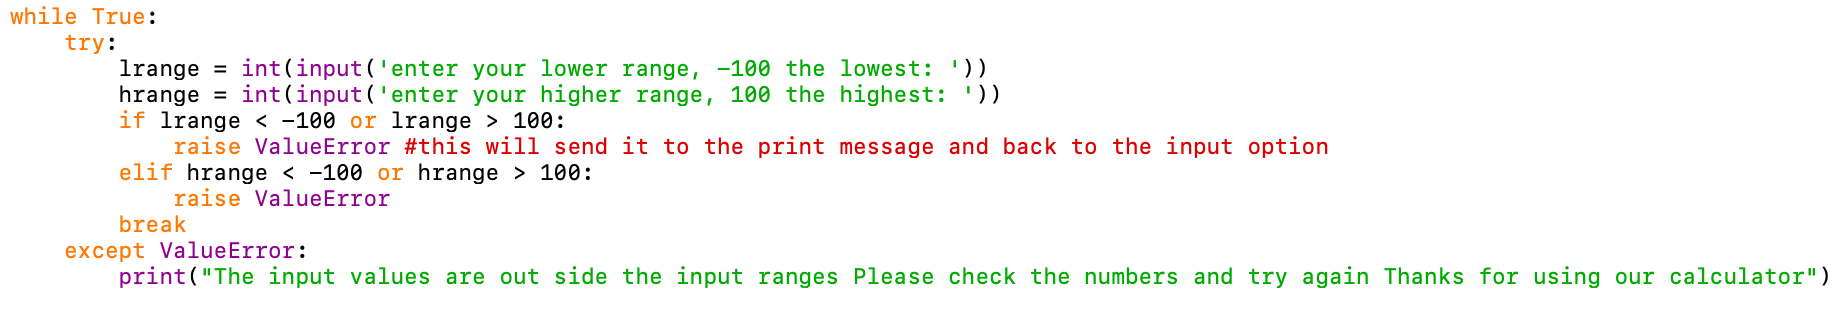 while True:
    try:
        lrange = int(input('enter your lower range, -100 the lowest: '))
        hrange = int(input('enter your higher range, 100 the highest: '))
        if lrange < -100 or lrange > 100:
            raise ValueError #this will send it to the print message and back to the input option
        elif hrange < -100 or hrange > 100:
            raise ValueError
        break
    except ValueError:
        print("The input values are out side the input ranges Please check the numbers and try again Thanks for using our calculator")